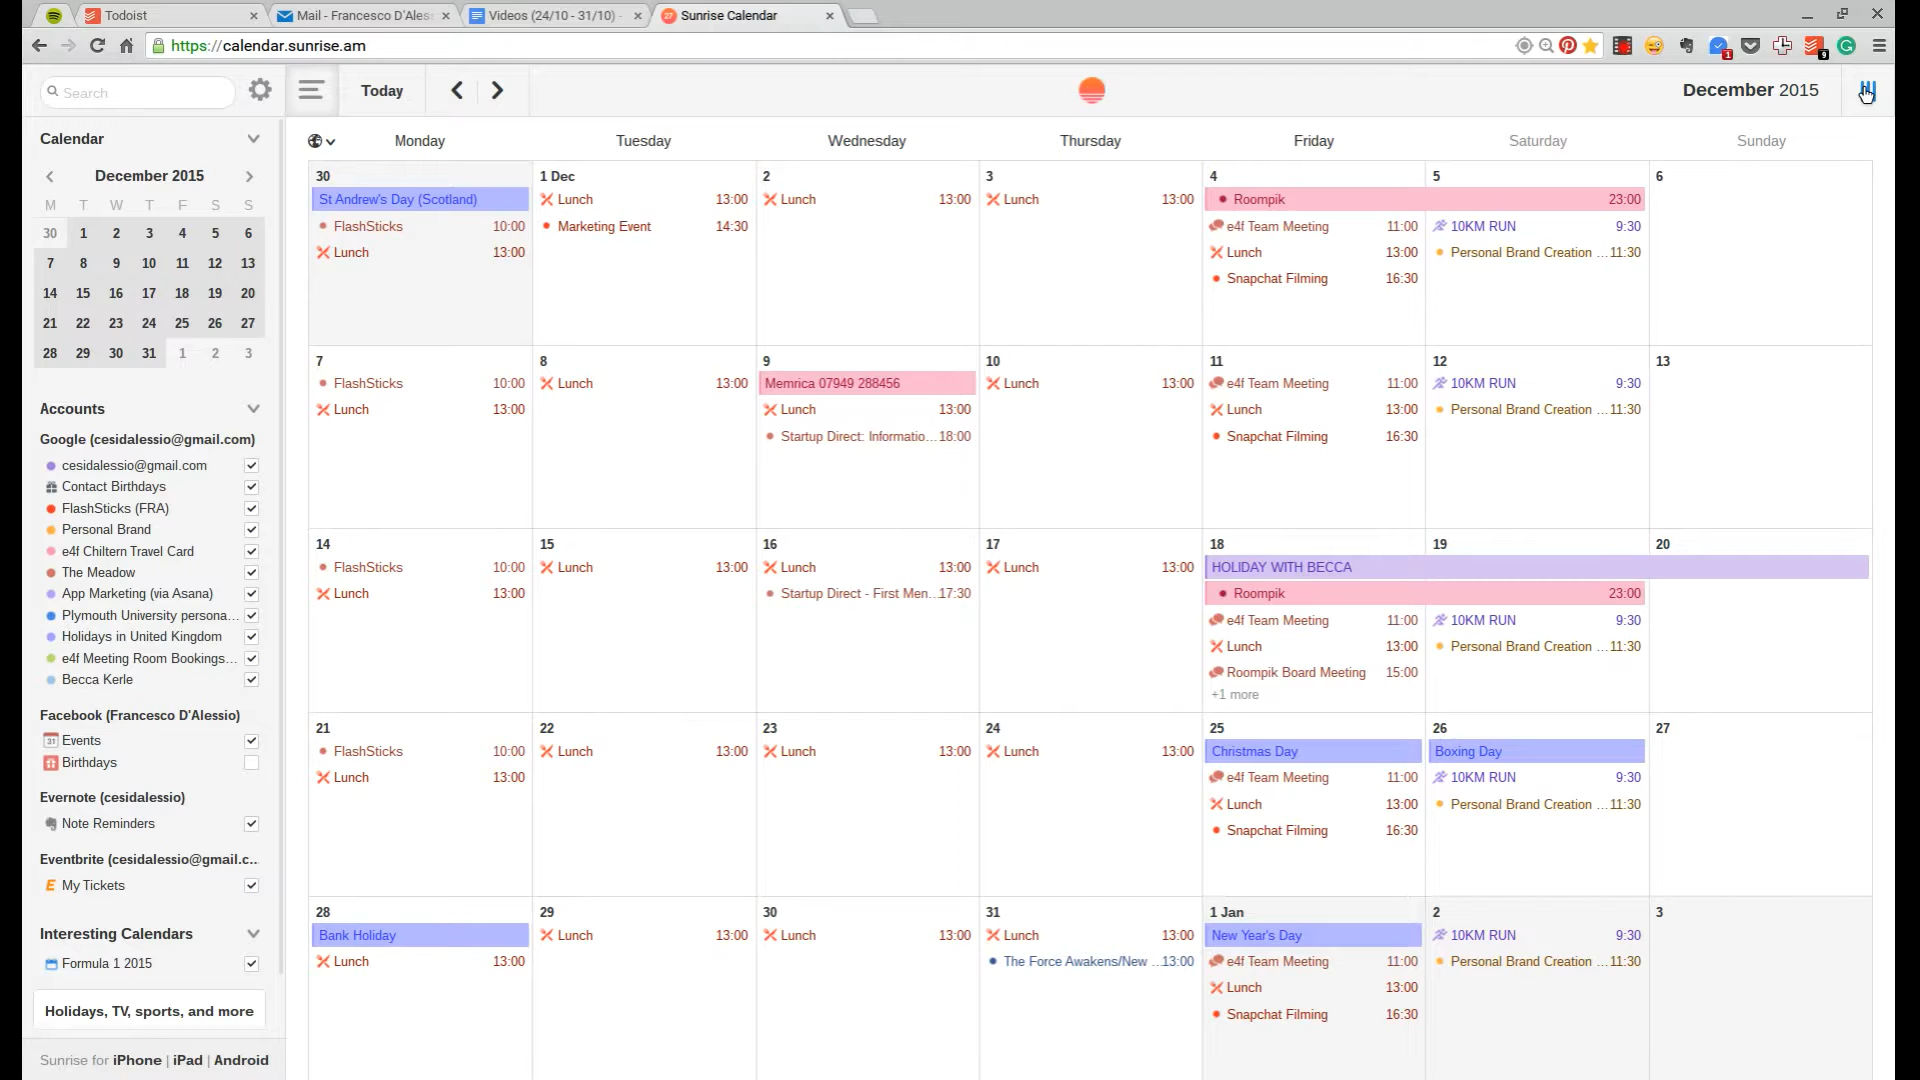 Todoist
Mail - Francesco D'Ales
Videos (24/10 - 31/10) -
Sunrise Calendar
https://calendar.sunrise.am
1
9
Search
Today
December 2015
Calendar
December 2015
M T W T F S S
30 1 2 3 4 5 6
7 8 9 10 11 12 13
14 15 16 17 18 19 20
21 22 23 24 25 26 27
28 29 30 31 1 2 3
Accounts
Google (cesidalessio@gmail.com)
cesidalessio@gmail.com
Contact Birthdays
FlashSticks (FRA)
Personal Brand
e4f Chiltern Travel Card
The Meadow
App Marketing (via Asana)
Plymouth University persona...
Holidays in United Kingdom
e4f Meeting Room Bookings...
Becca Kerle
Facebook (Francesco D'Alessio)
31 Events
Birthdays
Evernote (cesidalessio)
Note Reminders
Eventbrite (cesidalessio@gmail.c...
E My Tickets
Interesting Calendars
Formula 1 2015
Holidays, TV, sports, and more
Sunrise for iPhone | iPad | Android
Monday Tuesday Wednesday Thursday Friday Saturday Sunday
30
St Andrew's Day (Scotland)
FlashSticks 10:00
Lunch 13:00
1 Dec
Lunch 13:00
Marketing Event 14:30
2
Lunch 13:00
3
Lunch 13:00
4
Roompik 23:00
e4f Team Meeting 11:00
Lunch 13:00
Snapchat Filming 16:30
5
10KM RUN 9:30
Personal Brand Creation ... 11:30
6
7
FlashSticks 10:00
Lunch 13:00
8
Lunch 13:00
9
Memrica 07949 288456
Lunch 13:00
Startup Direct: Informatio... 18:00
10
Lunch 13:00
11
e4f Team Meeting 11:00
Lunch 13:00
Snapchat Filming 16:30
12
10KM RUN 9:30
Personal Brand Creation ... 11:30
13
14
FlashSticks 10:00
Lunch 13:00
15
Lunch 13:00
16
Lunch 13:00
Startup Direct - First Men... 17:30
17
Lunch 13:00
18
HOLIDAY WITH BECCA
Roompik 23:00
e4f Team Meeting 11:00
Lunch 13:00
Roompik Board Meeting 15:00
+1 more
19
10KM RUN 9:30
Personal Brand Creation ... 11:30
20
21
FlashSticks 10:00
Lunch 13:00
22
Lunch 13:00
23
Lunch 13:00
24
Lunch 13:00
25
Christmas Day
e4f Team Meeting 11:00
Lunch 13:00
Snapchat Filming 16:30
26
Boxing Day
10KM RUN 9:30
Personal Brand Creation ... 11:30
27
28
Bank Holiday
Lunch 13:00
29
Lunch 13:00
30
Lunch 13:00
31
Lunch 13:00
The Force Awakens/New ... 13:00
1 Jan
New Year's Day
e4f Team Meeting 11:00
Lunch 13:00
Snapchat Filming 16:30
2
10KM RUN 9:30
Personal Brand Creation ... 11:30
3